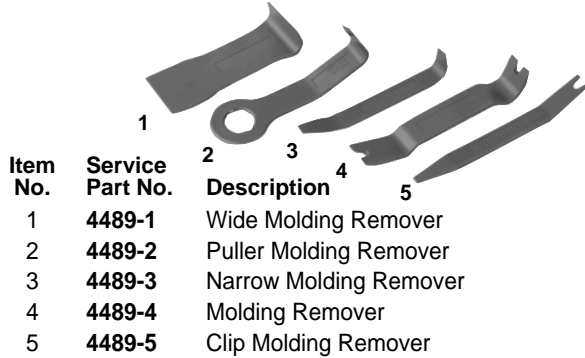 1
2
3
4
5
Item Service
No. Part No. Description
1 4489-1 Wide Molding Remover
2 4489-2 Puller Molding Remover
3 4489-3 Narrow Molding Remover
4 4489-4 Molding Remover
5 4489-5 Clip Molding Remover